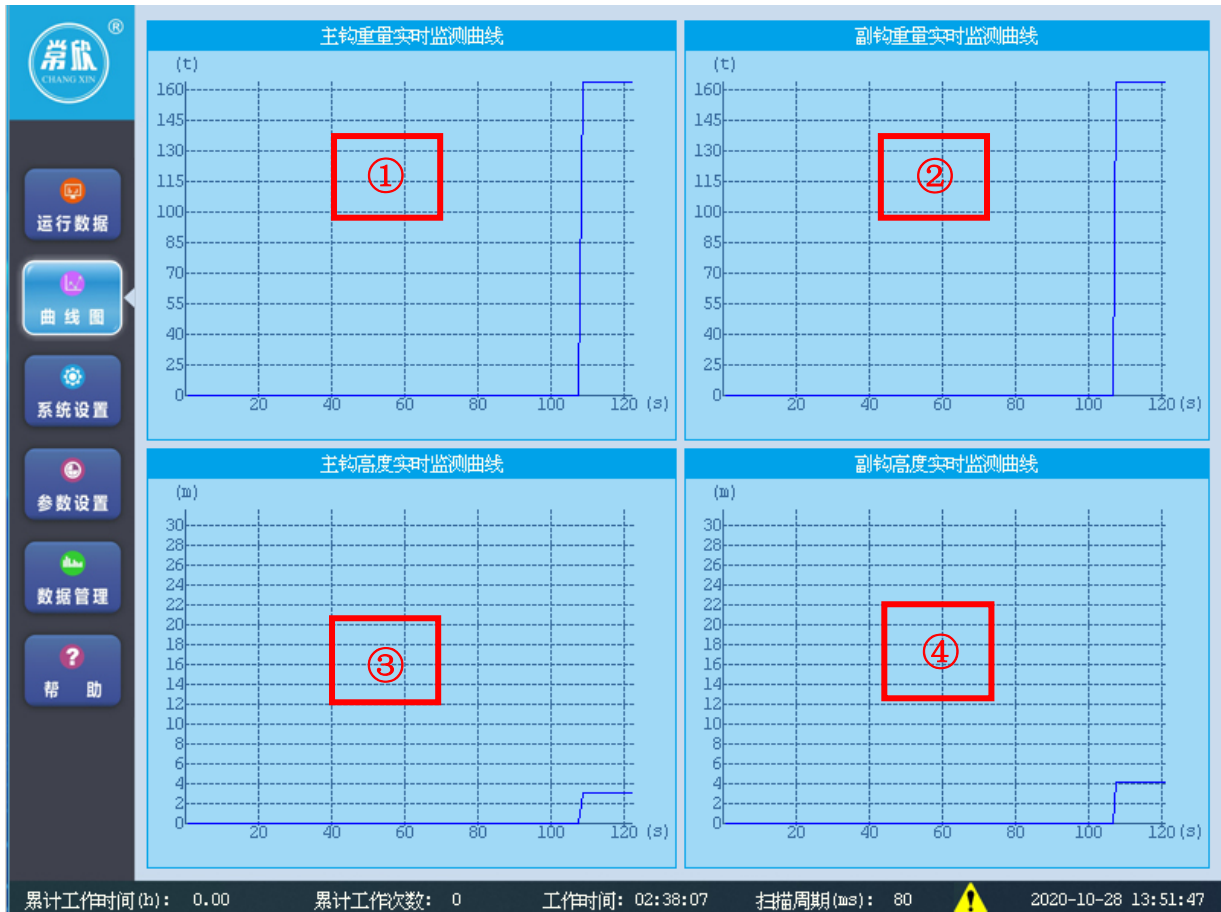 常欣
CHANG XIN
®
运行数据
曲线图
系统设置
参数设置
数据管理
?
帮 助
主钩重量实时监测曲线
(t)
160
145
130
115
100
85
70
55
40
25
0
20 40 60 80 100 120 (s)
①
副钩重量实时监测曲线
(t)
160
145
130
115
100
85
70
55
40
25
0
20 40 60 80 100 120 (s)
②
主钩高度实时监测曲线
(m)
30
28
26
24
22
20
18
16
14
12
10
8
6
4
2
0
20 40 60 80 100 120 (s)
③
副钩高度实时监测曲线
(m)
30
28
26
24
22
20
18
16
14
12
10
8
6
4
2
0
20 40 60 80 100 120 (s)
④
累计工作时间(h): 0.00 累计工作次数: 0 工作时间: 02:38:07 扫描周期(ms): 80 2020-10-28 13:51:47